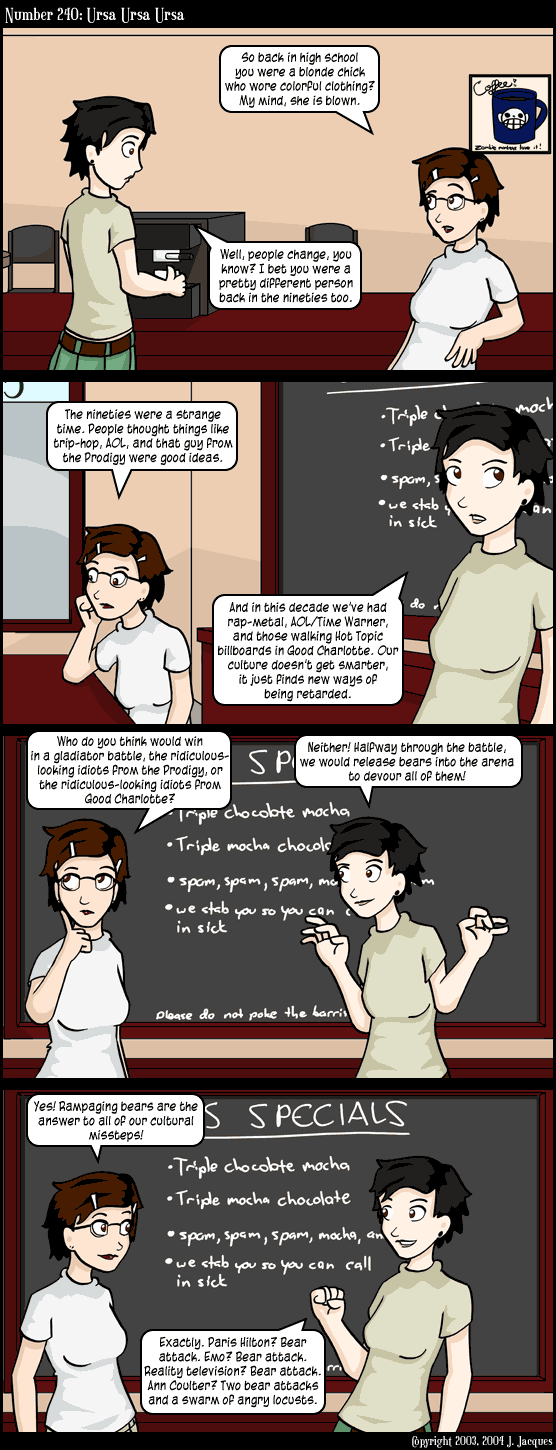 Number 240: Ursa Ursa Ursa
So back in high school
you were a blonde chick
who wore colorful clothing?
My mind, she is blown.
Coffee:
Zombie monkeys love it!
Well, people change, you
know? I bet you were a
pretty different person
back in the nineties too.
The nineties were a strange
time. People thought things like
trip-hop, AOL, and that guy from
the Prodigy were good ideas.
•Triple moch
•Triple
•spam, s
•we stab an
in sick
do
And in this decade we've had
rap-metal, AOL/Time Warner,
and those walking Hot Topic
billboards in Good Charlotte. Our
culture doesn't get smarter,
it just finds new ways of
being retarded.
Who do you think would win
in a gladiator battle, the ridiculous-
looking idiots from the Prodigy, or
the ridiculous-looking idiots from
Good Charlotte?
Neither! Halfway through the battle,
we would release bears into the arena
to devour all of them!
SP
•Triple chocolate mocha
•Triple mocha chocola
•spam, spam, spam, mo m
•we stab you so you can c
in sick
Please do not poke the barris
Yes! Rampaging bears are the
answer to all of our cultural
missteps!
S SPECIALS
•Triple chocolate mocha
•Triple mocha chocolate
•spam, spam, spam, mocha, an
•we stab you so you can call
in sick
Exactly. Paris Hilton? Bear
attack. Emo? Bear attack.
Reality television? Bear attack.
Ann Coulter? Two bear attacks
and a swarm of angry locusts.
Copyright 2003, 2004 J. Jacques